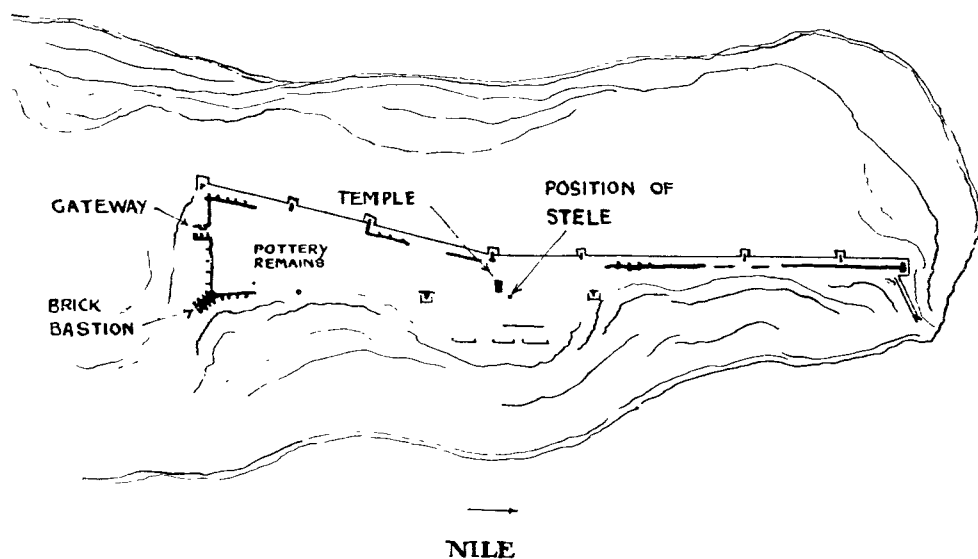 GATEWAY
TEMPLE
POSITION OF
STELE
POTTERY
REMAINS
BRICK
BASTION
NILE